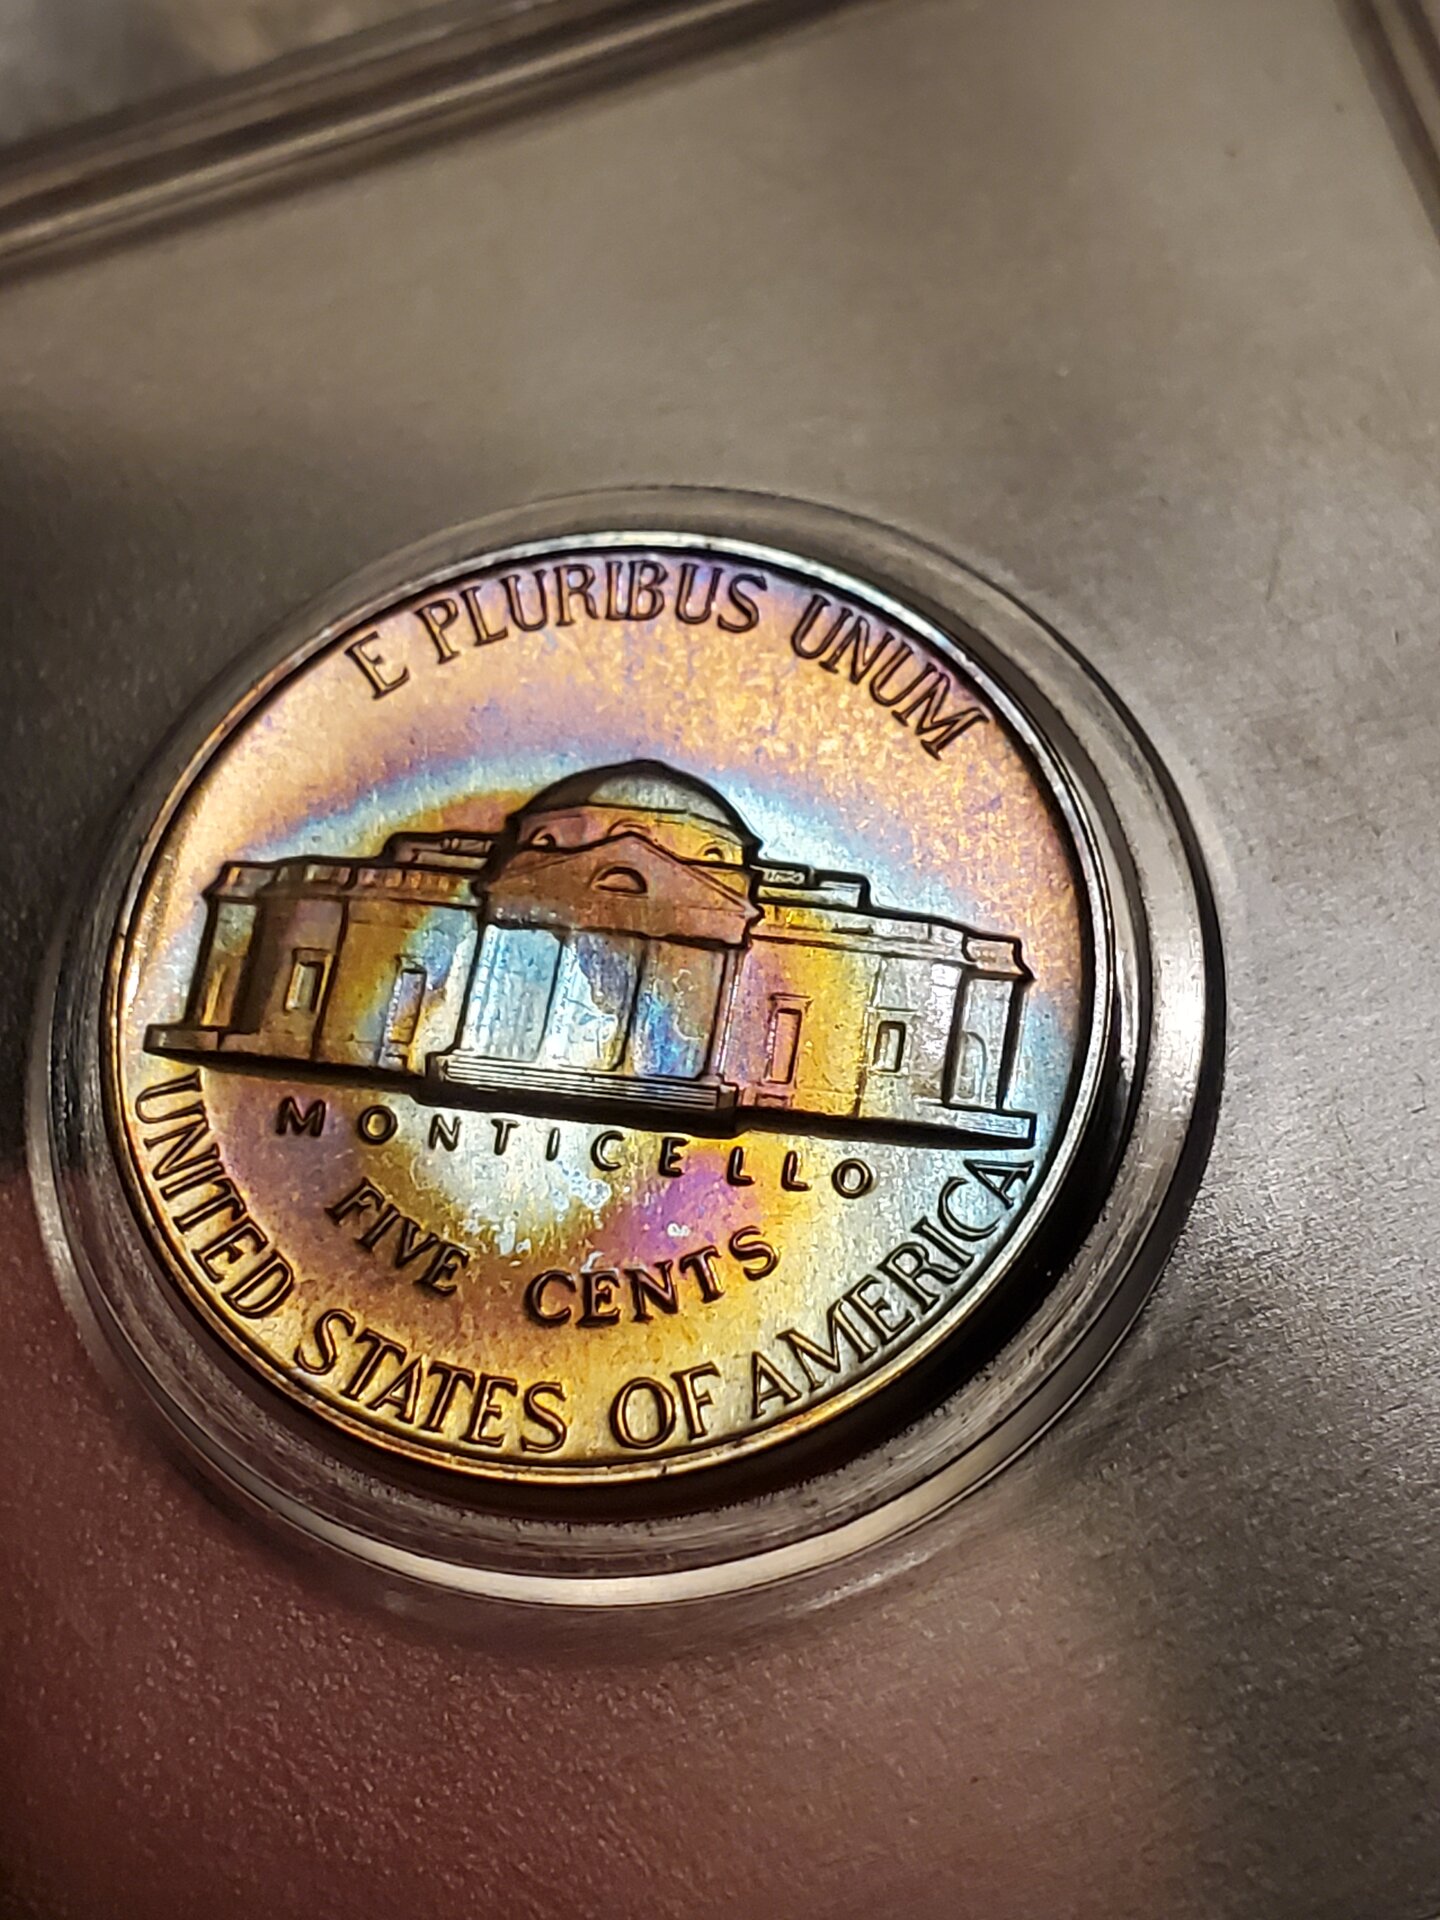 E PLURIBUS UNUM
MONTICELLO
FIVE CENTS
UNITED STATES OF AMERICA